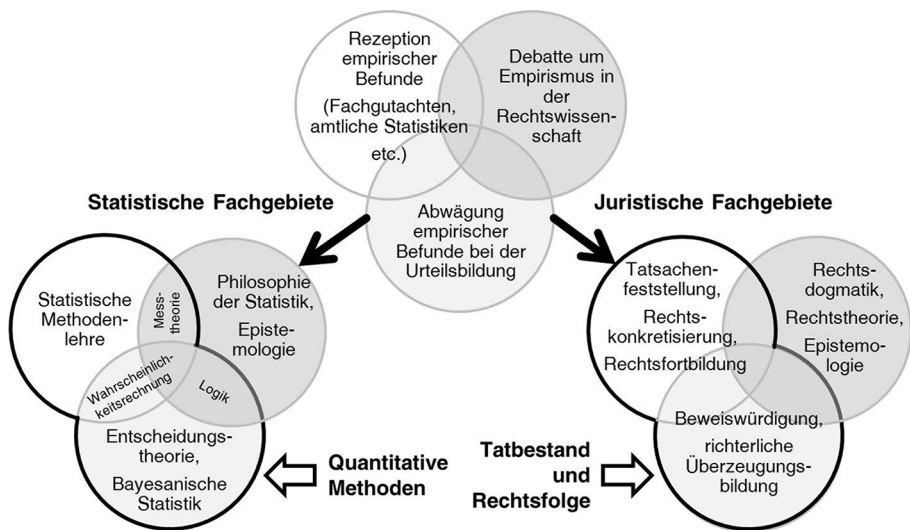 Rezeption
empirischer
Befunde
(Fachgutachten,
amtliche Statistiken
etc.)
Debatte um
Empirismus in
der
Rechtswissen-
schaft
Abwägung
empirischer
Befunde bei der
Urteilsbildung
Statistische Fachgebiete
Juristische Fachgebiete
Statistische
Methoden-
lehre
Mess-
theorie
Philosophie
der Statistik,
Episte-
mologie
Wahrscheinlich-
keitsrechnung
Logik
Entscheidungs-
theorie,
Bayesanische
Statistik
Quantitative
Methoden
Tatsachen-
feststellung,
Rechts-
konkretisierung,
Rechtsfortbildung
Rechts-
dogmatik,
Rechtstheorie,
Epistemo-
logie
Beweiswürdigung,
richterliche
Überzeugungs-
bildung
Tatbestand
und
Rechtsfolge